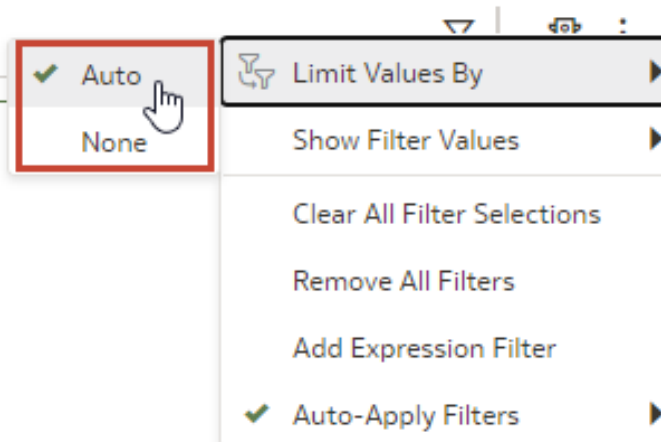 Auto
None
Limit Values By
Show Filter Values
Clear All Filter Selections
Remove All Filters
Add Expression Filter
Auto-Apply Filters